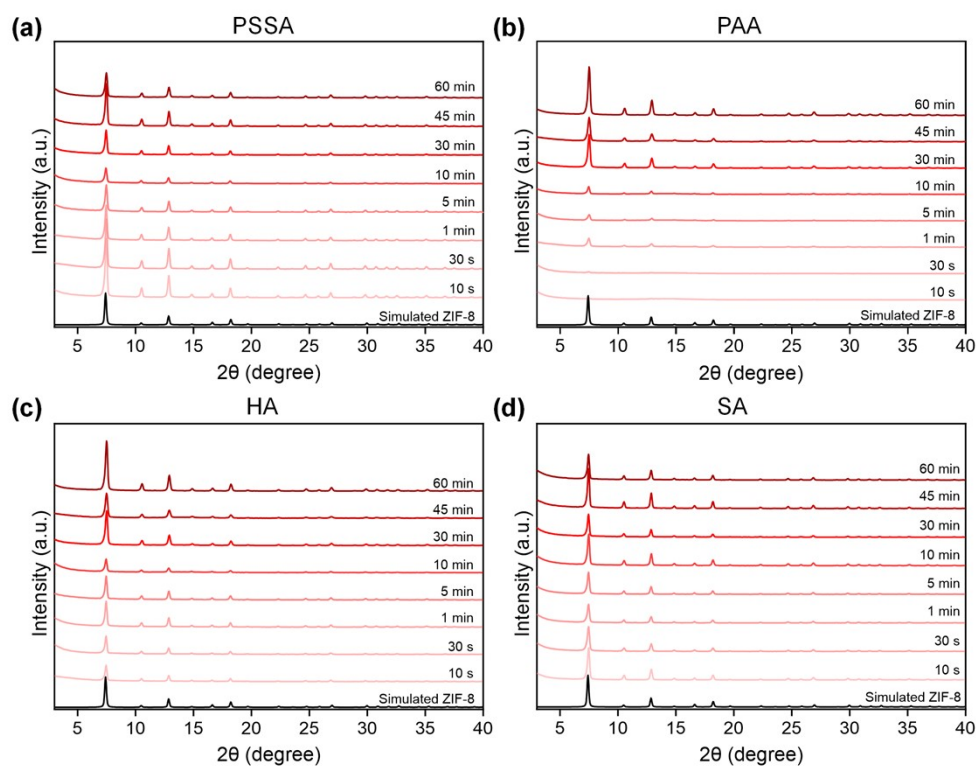 (a) PSSA
Intensity (a.u.)
60 min
45 min
30 min
10 min
5 min
1 min
30 s
10 s
Simulated ZIF-8
5 10 15 20 25 30 35 40
2θ (degree)
(b) PAA
Intensity (a.u.)
60 min
45 min
30 min
10 min
5 min
1 min
30 s
10 s
Simulated ZIF-8
5 10 15 20 25 30 35 40
2θ (degree)
(c) HA
Intensity (a.u.)
60 min
45 min
30 min
10 min
5 min
1 min
30 s
10 s
Simulated ZIF-8
5 10 15 20 25 30 35 40
2θ (degree)
(d) SA
Intensity (a.u.)
60 min
45 min
30 min
10 min
5 min
1 min
30 s
10 s
Simulated ZIF-8
5 10 15 20 25 30 35 40
2θ (degree)